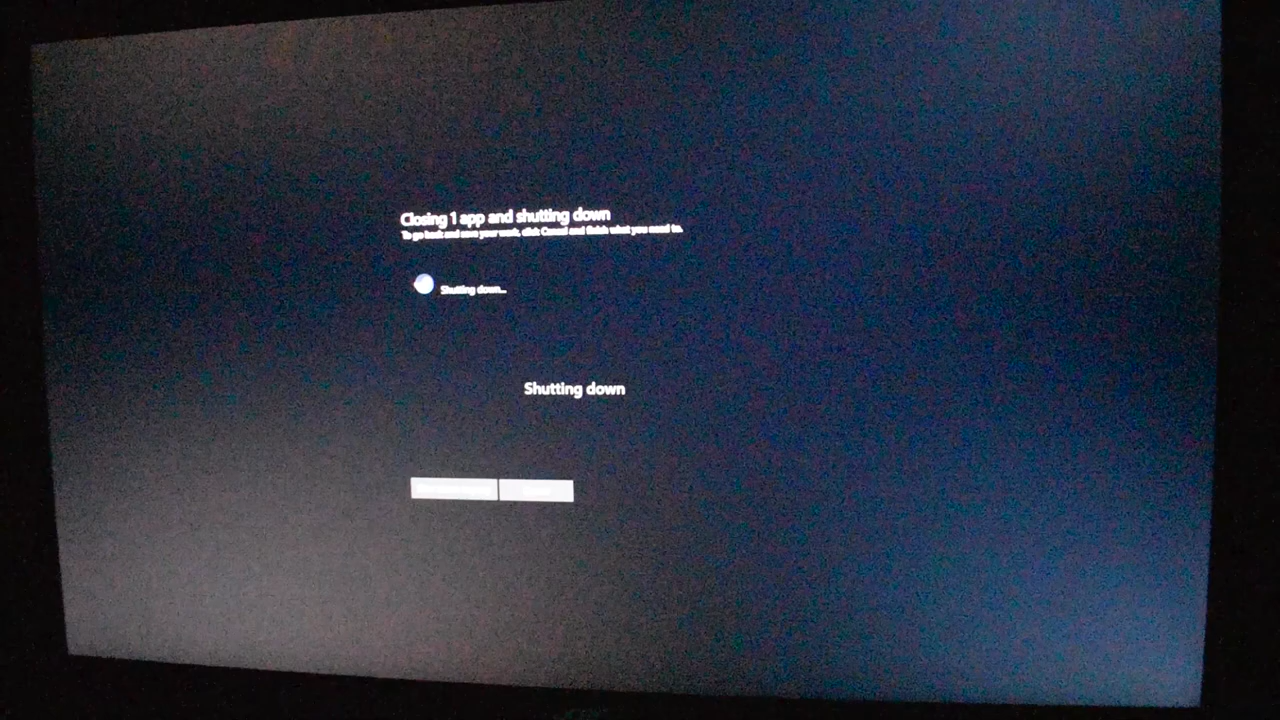 Closing 1 app and shutting down
To go back and save your work, click Cancel and finish what you need to.
Shutting down...
Shutting down